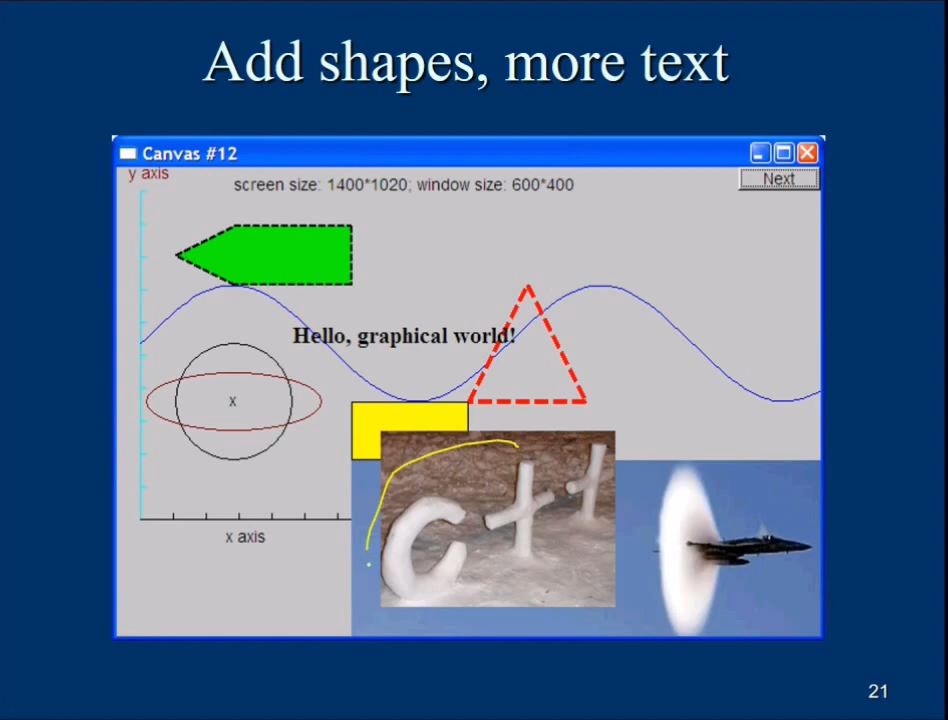 Add shapes, more text
Canvas #12
y axis
screen size: 1400*1020; window size: 600*400
Next
Hello, graphical world!
x
C++
x axis
21